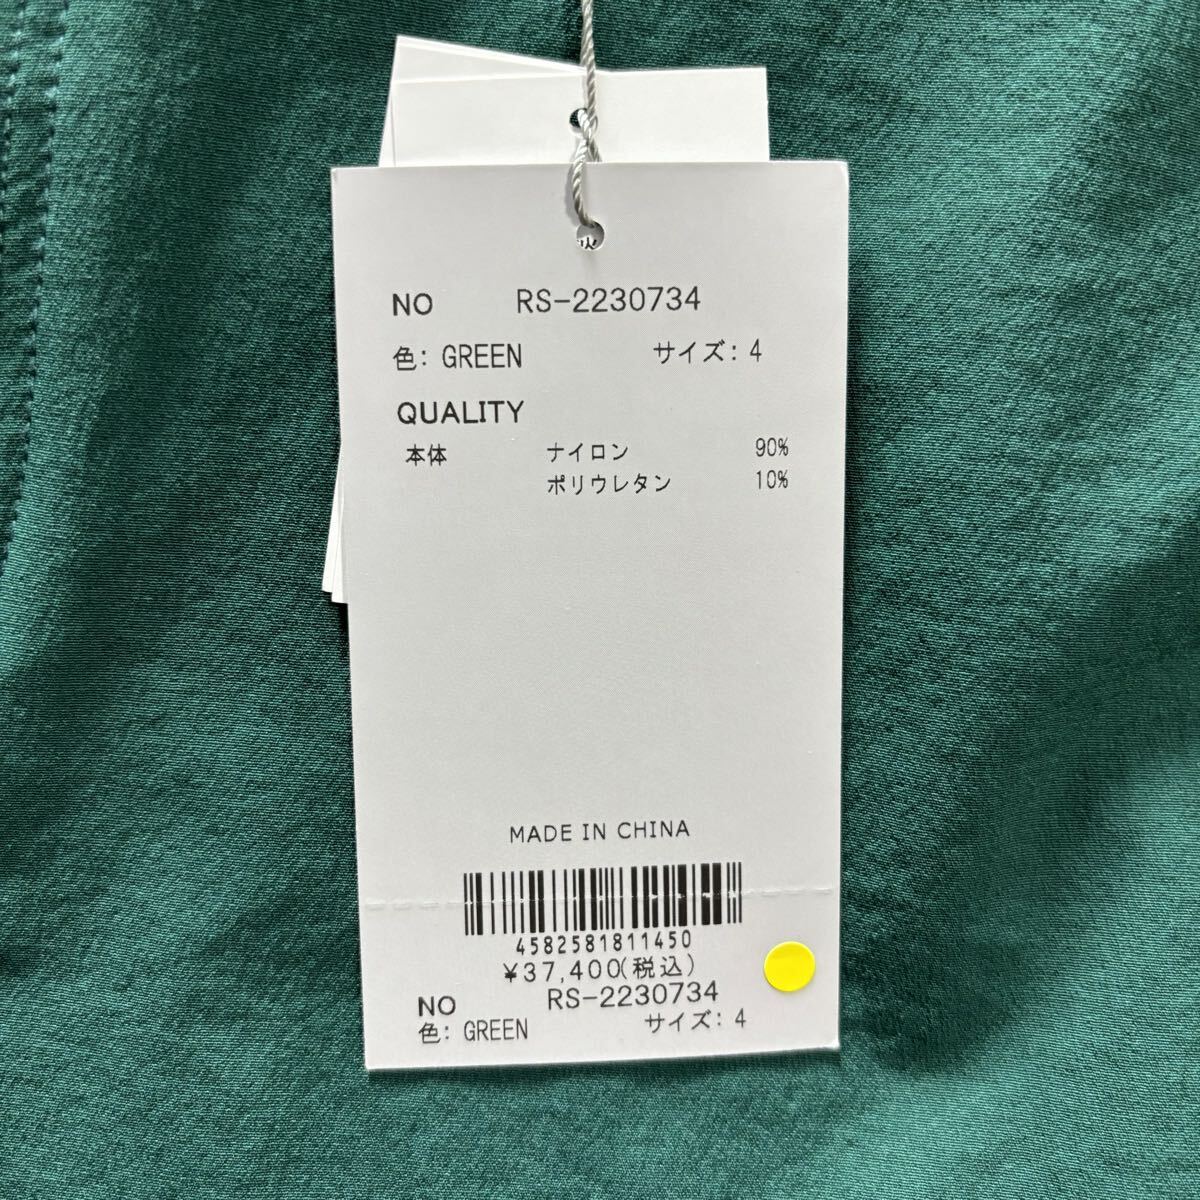 NO RS-2230734
色: GREEN サイズ: 4
QUALITY
本体 ナイロン 90%
ポリウレタン 10%
MADE IN CHINA
4582581811450
¥37,400(税込)
NO RS-2230734
色: GREEN サイズ: 4